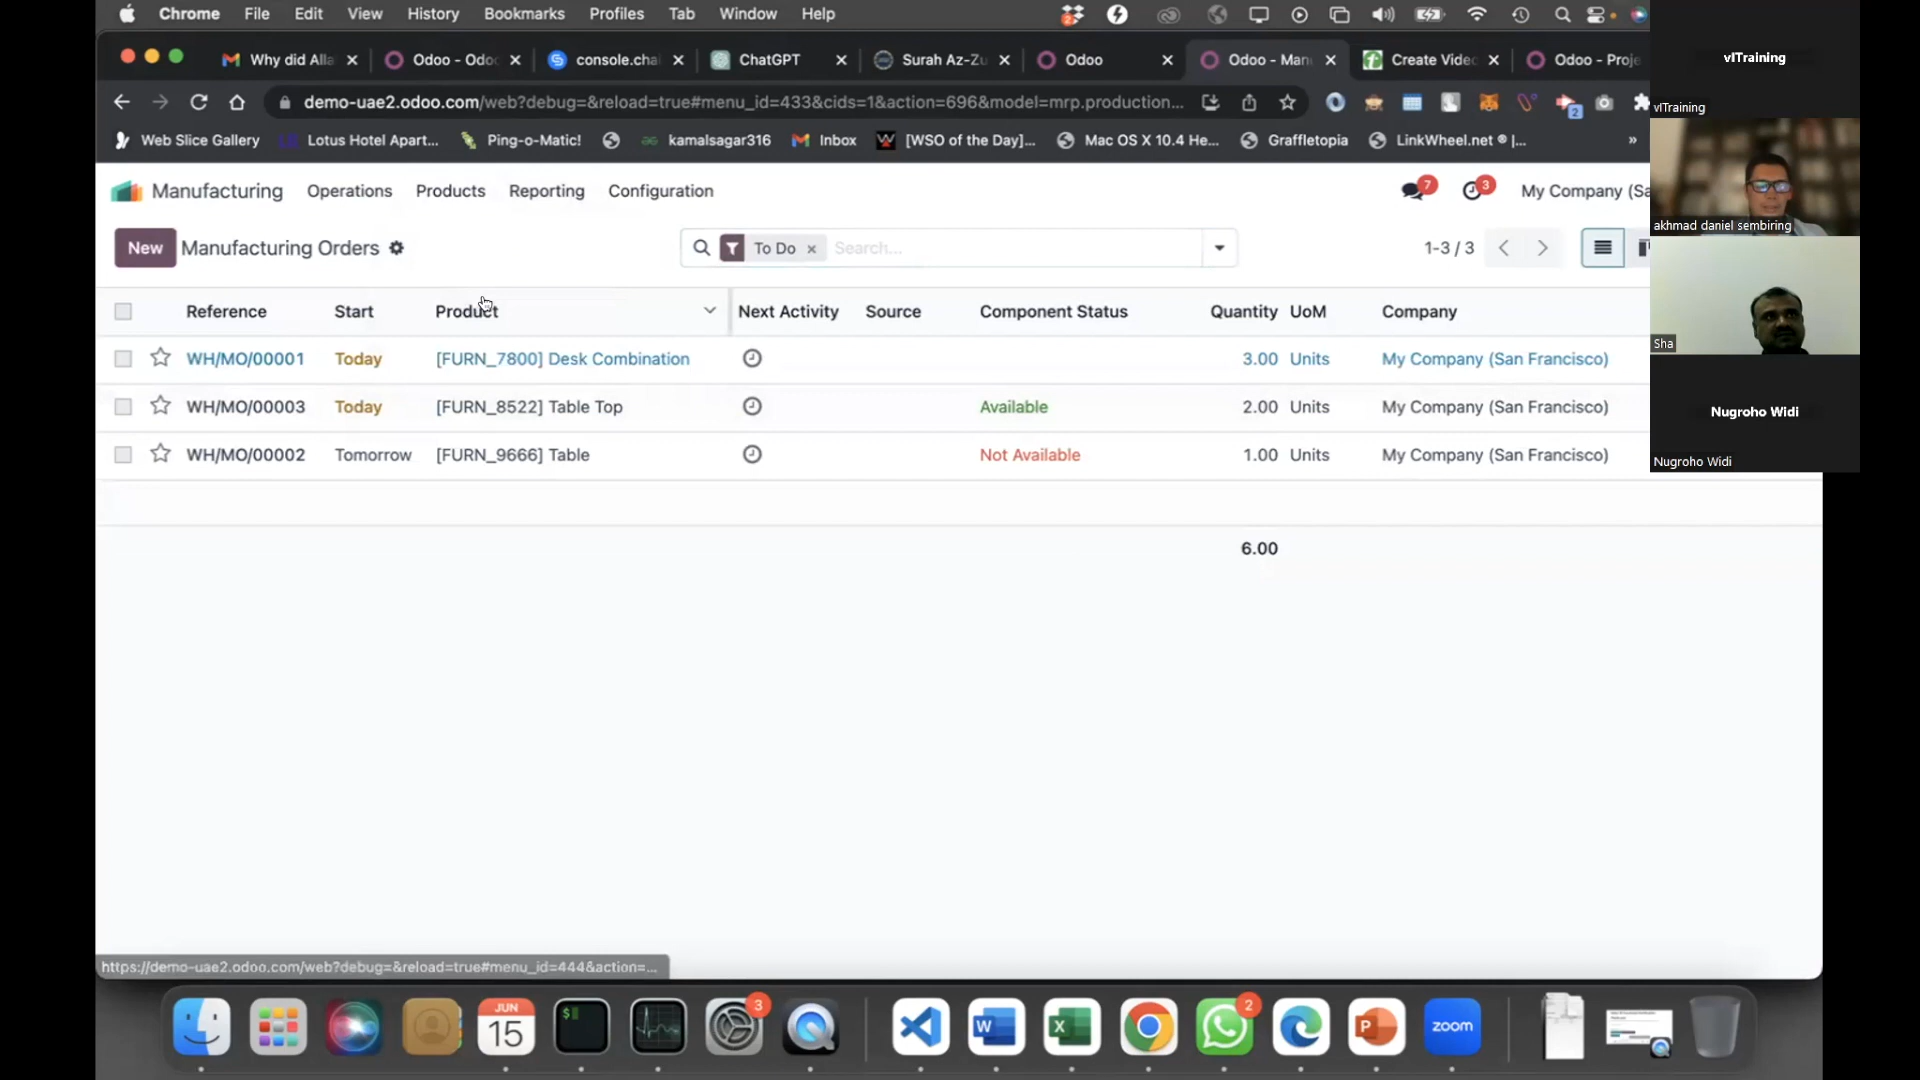 Chrome File Edit View History Bookmarks Profiles Tab Window Help
Why did Alla
Odoo - Odoo
console.cha
ChatGPT
Surah Az-Zu
Odoo
Odoo - Man
Create Video
Odoo - Proje
demo-uae2.odoo.com/web?debug=&reload=true#menu_id=433&cids=1&action=696&model=mrp.production...
2
Web Slice Gallery
Lotus Hotel Apart...
Ping-o-Matic!
kamalsagar316
Inbox
[WSO of the Day]...
Mac OS X 10.4 He...
Graffletopia
LinkWheel.net ® |...
»
Manufacturing Operations Products Reporting Configuration
7
3
My Company (Sa
New
Manufacturing Orders
To Do
Search...
1-3 / 3
Reference Start Product Next Activity Source Component Status Quantity UoM Company
WH/MO/00001 Today [FURN_7800] Desk Combination 3.00 Units My Company (San Francisco)
WH/MO/00003 Today [FURN_8522] Table Top Available 2.00 Units My Company (San Francisco)
WH/MO/00002 Tomorrow [FURN_9666] Table Not Available 1.00 Units My Company (San Francisco)
6.00
https://demo-uae2.odoo.com/web?debug=&reload=true#menu_id=444&action=...
vlTraining
vlTraining
akhmad daniel sembiring
Sha
Nugroho Widi
Nugroho Widi
JUN
15
$
3
W
X
2
P
zoom